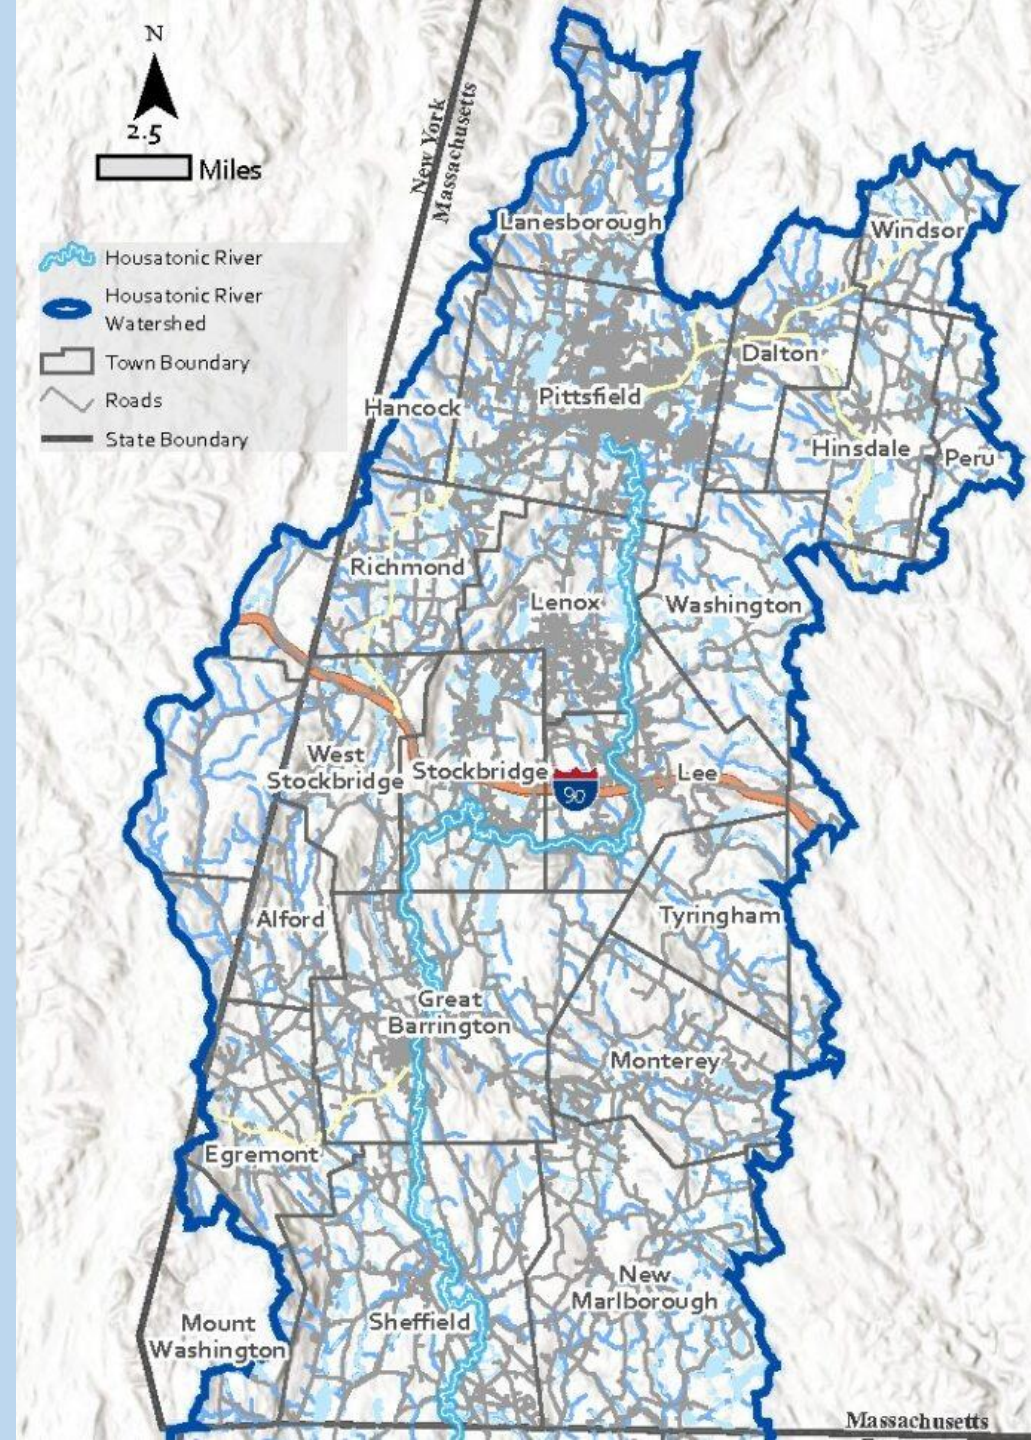 N
2.5
Miles
New York
Massachusetts
Housatonic River
Housatonic River
Watershed
Town Boundary
Roads
State Boundary
Lanesborough
Windsor
Dalton
Pittsfield
Hancock
Hinsdale
Peru
Richmond
Lenox
Washington
West
Stockbridge
Stockbridge
90
Lee
Alford
Tyringham
Great
Barrington
Monterey
Egremont
New
Marlborough
Mount
Washington
Sheffield
Massachusetts